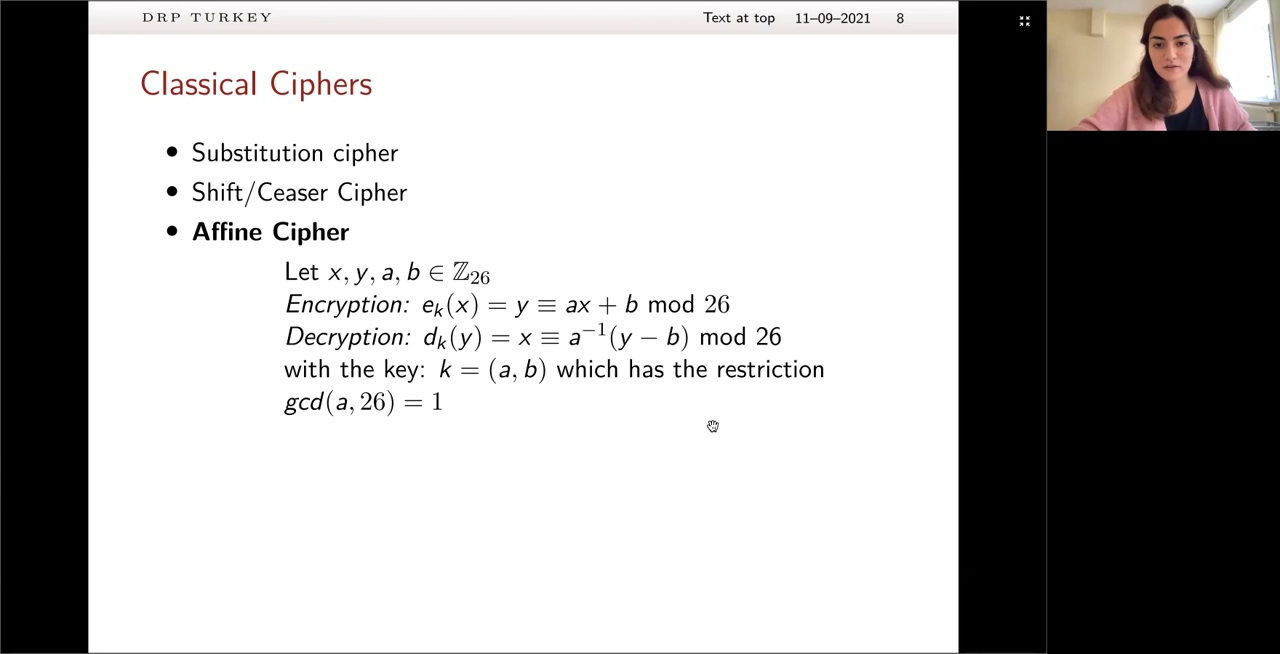 DRP TURKEY Text at top 11–09–2021 8
Classical Ciphers
• Substitution cipher
• Shift/Ceaser Cipher
• Affine Cipher
Let x, y, a, b ∈ ℤ₂₆
Encryption: eₖ(x) = y ≡ ax + b mod 26
Decryption: dₖ(y) = x ≡ a⁻¹(y − b) mod 26
with the key: k = (a, b) which has the restriction
gcd(a, 26) = 1